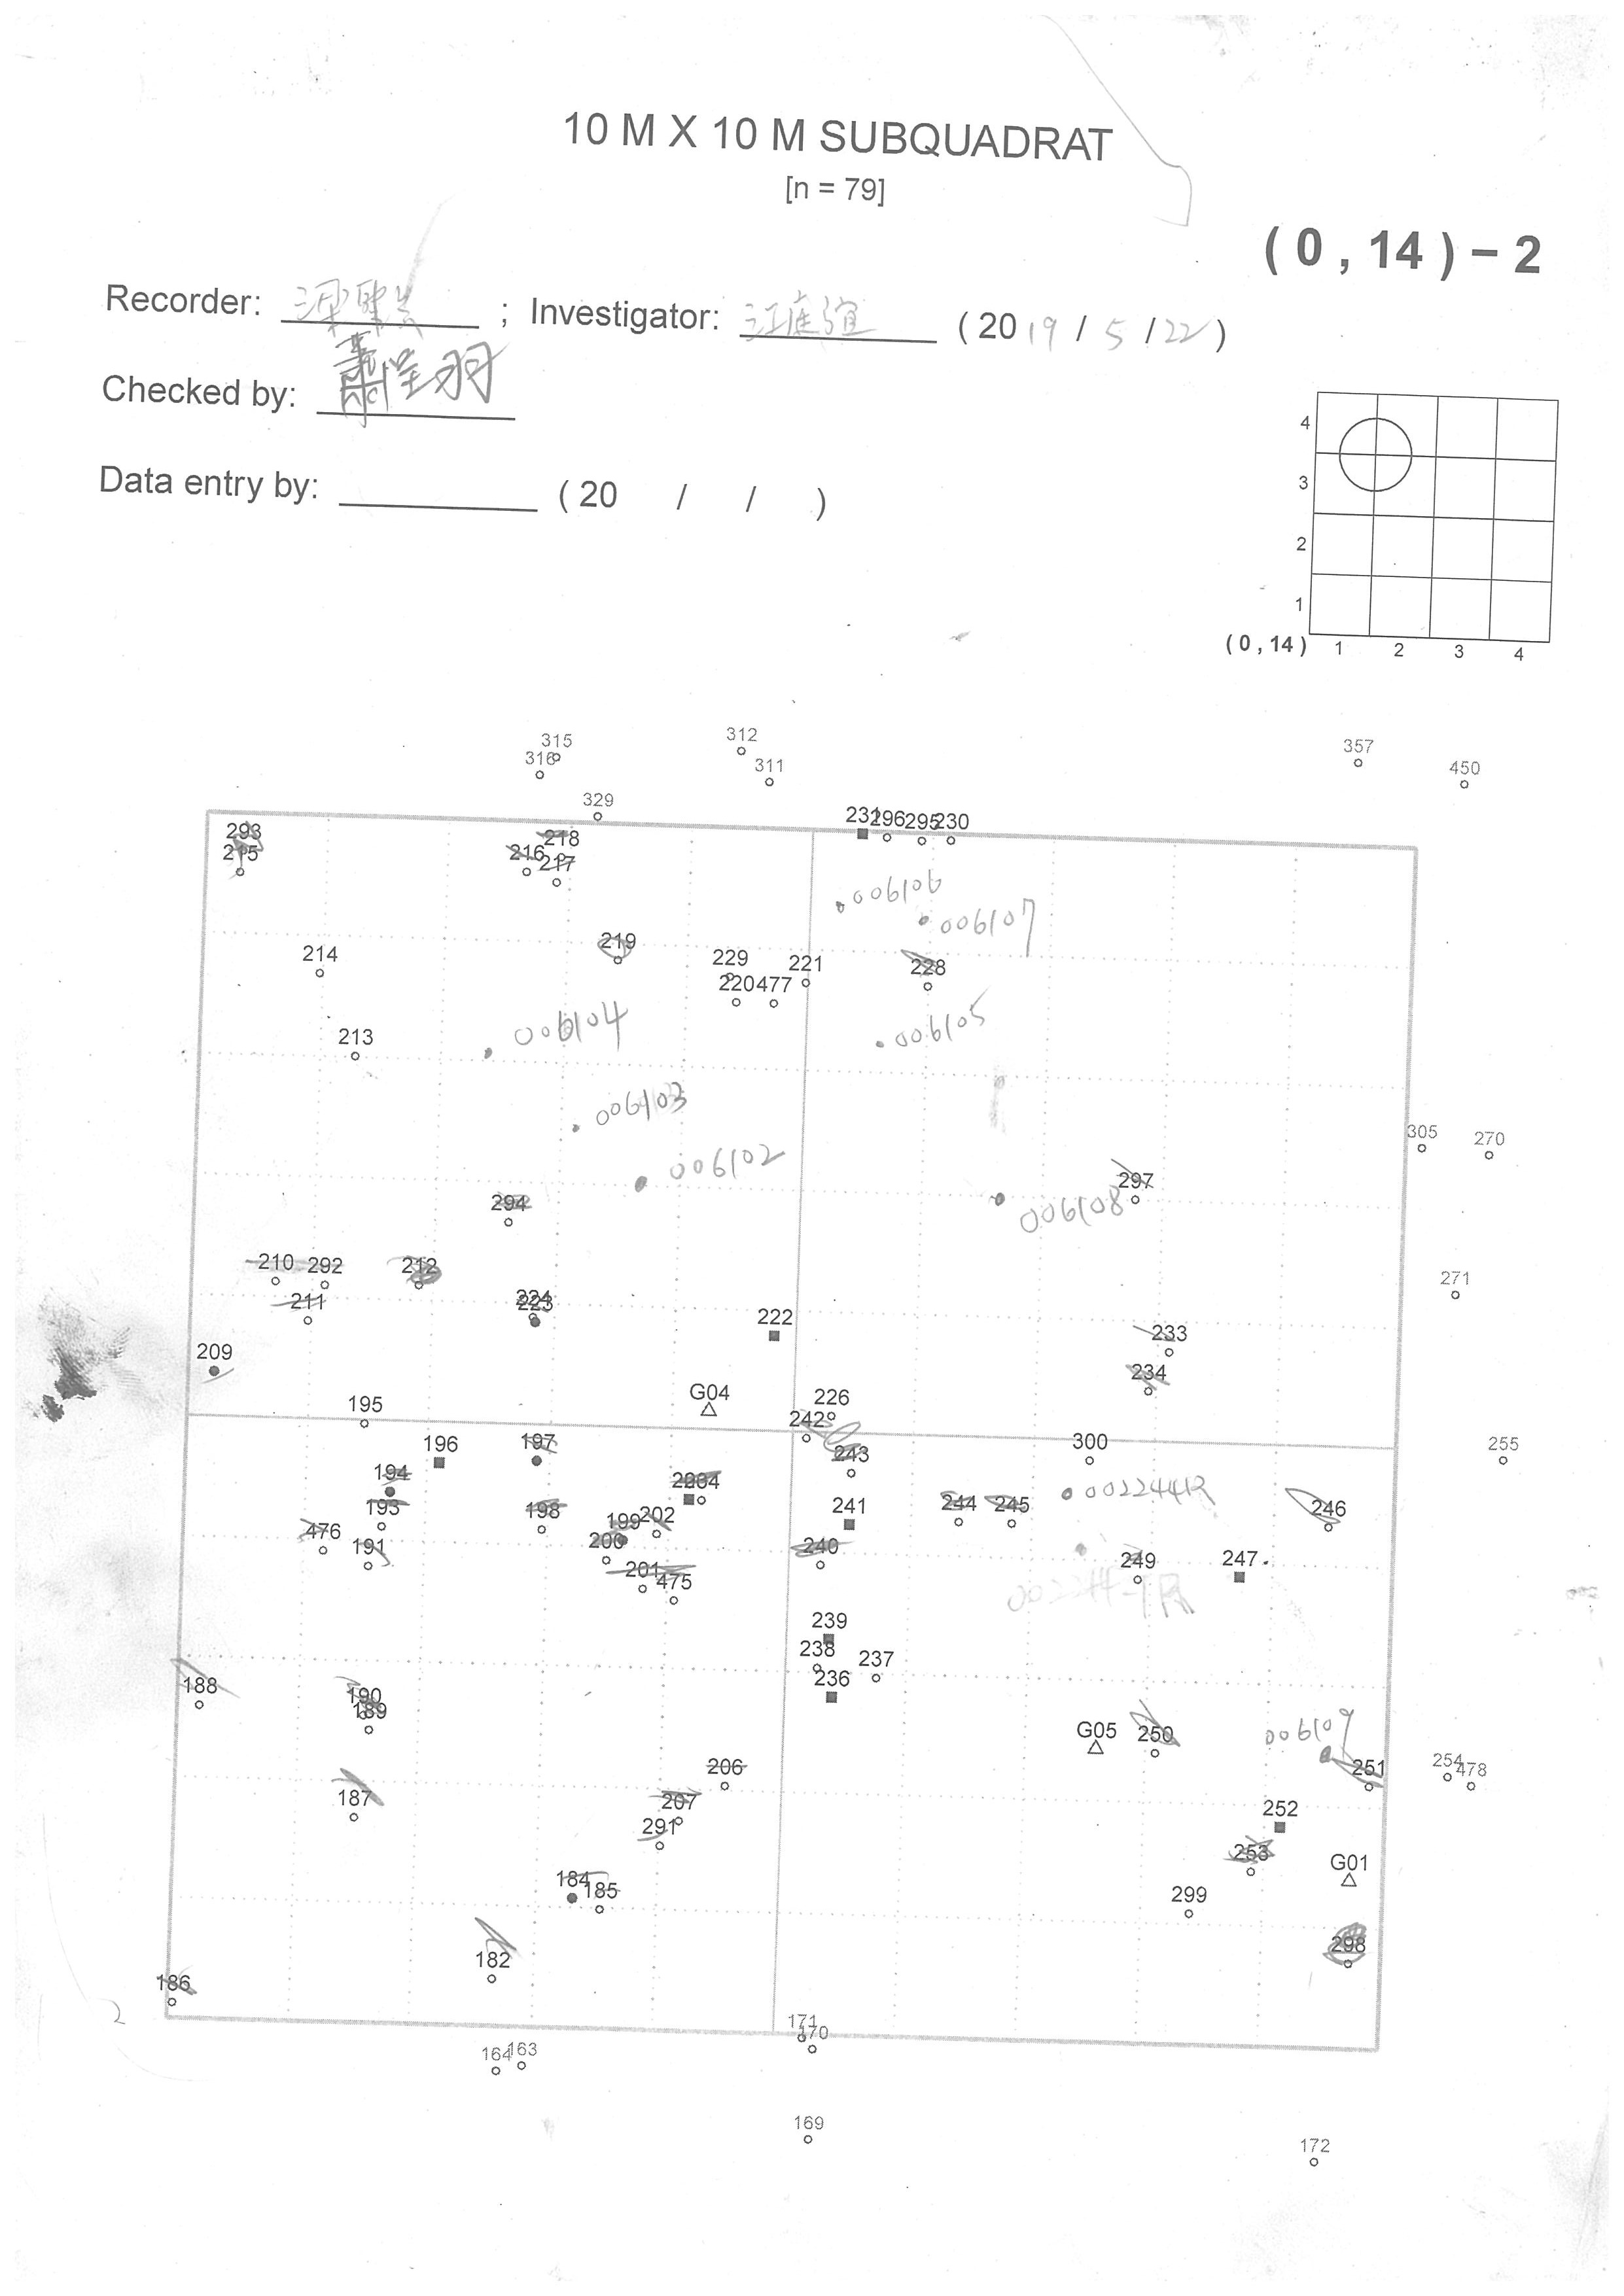 10 M X 10 M SUBQUADRAT
[n = 79]
( 0 , 14 ) − 2
Recorder: ; Investigator: 江庭誼 ( 20 19 / 5 / 22 )
Checked by: 蕭呈羽
Data entry by: ( 20 / / )
4
3
2
1
( 0 , 14 ) 1 2 3 4
315 312
316 311 357
450
329
293 218 231 296 295 230
215 216 217
006106
006107
219
214 229 221 228
220 477
006104 006105
213
006103
305 270
006102
297
294 006108
210 292 212
211 224 271
223
222
209 233
234
G04 226
195 242
196 197 243 300 255
194 204 002244R
193 198 199 202 241 244 245 246
476 200
191 201 240 249 247
475
239
238 237
188 190 236
189
G05 250 006109
206 251 254 478
187 207
291 252
253
184 G01
185 299
182 298
186
2
171
170
164 163
169
172